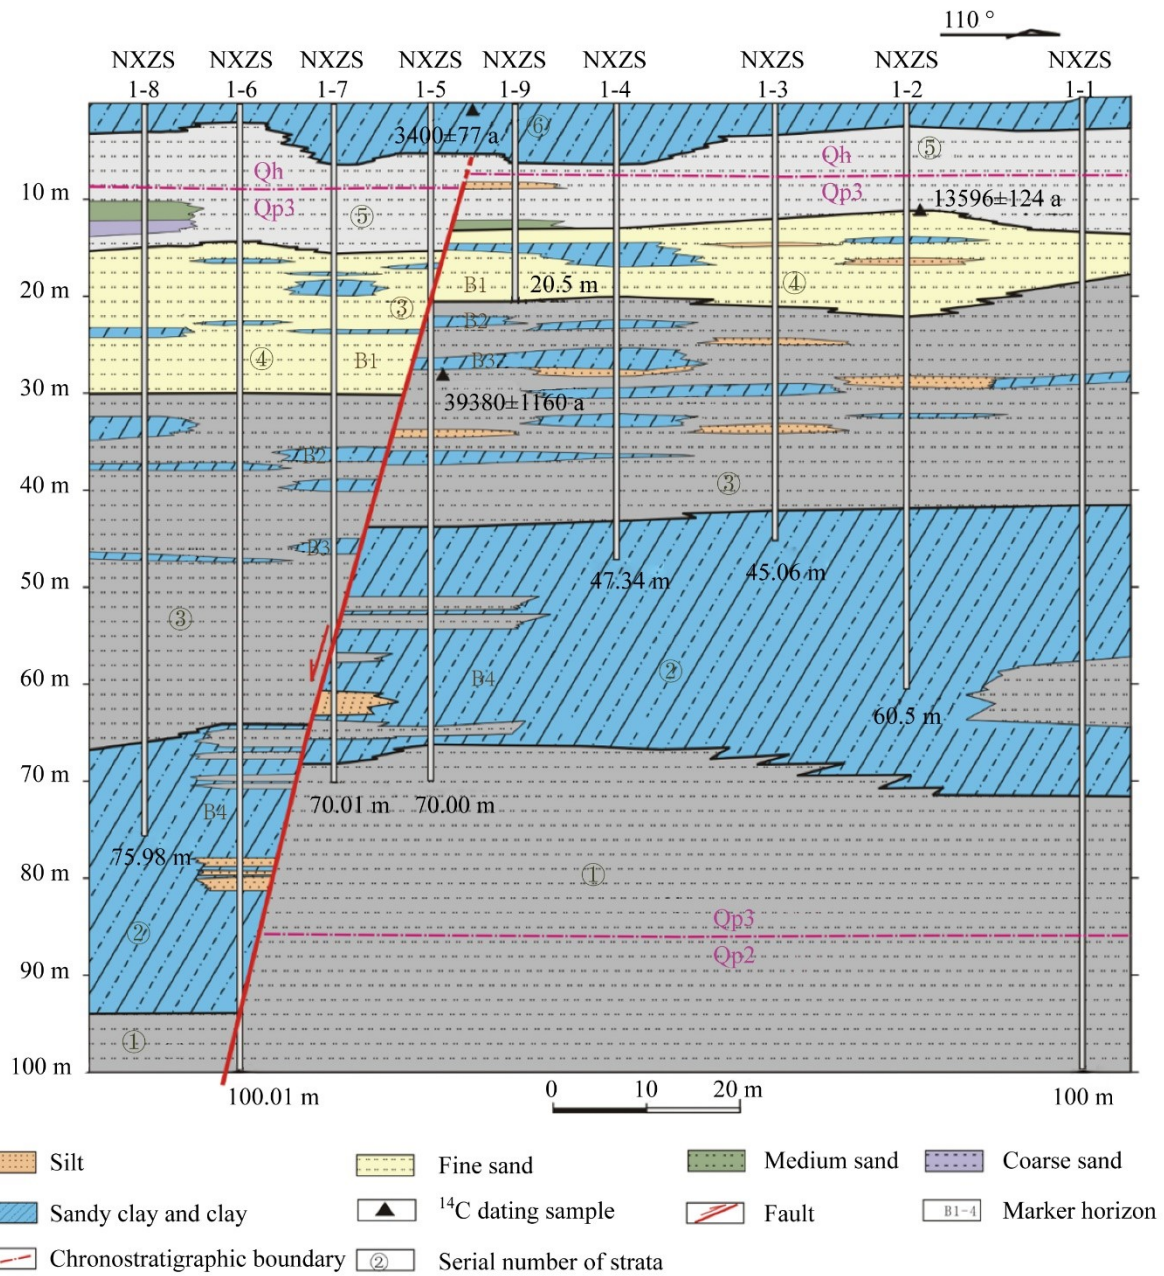 110 °
NXZS NXZS NXZS NXZS NXZS NXZS NXZS NXZS NXZS
1-8 1-6 1-7 1-5 1-9 1-4 1-3 1-2 1-1
3400±77 a ⑥
⑤
Qh Qh
10 m
Qp3 Qp3
13596±124 a
⑤
20 m
B1 20.5 m ④
③
B2
④ B1 B3
30 m
39380±1160 a
B2
40 m
③
B3
50 m
47.34 m 45.06 m
③
60 m
B4 ②
60.5 m
70 m
70.01 m 70.00 m
B4
75.98 m
80 m
①
Qp3
②
Qp2
90 m
①
100 m
100.01 m 0 10 20 m 100 m
Silt Fine sand Medium sand Coarse sand
Sandy clay and clay 14C dating sample Fault B1-4 Marker horizon
Chronostratigraphic boundary ② Serial number of strata